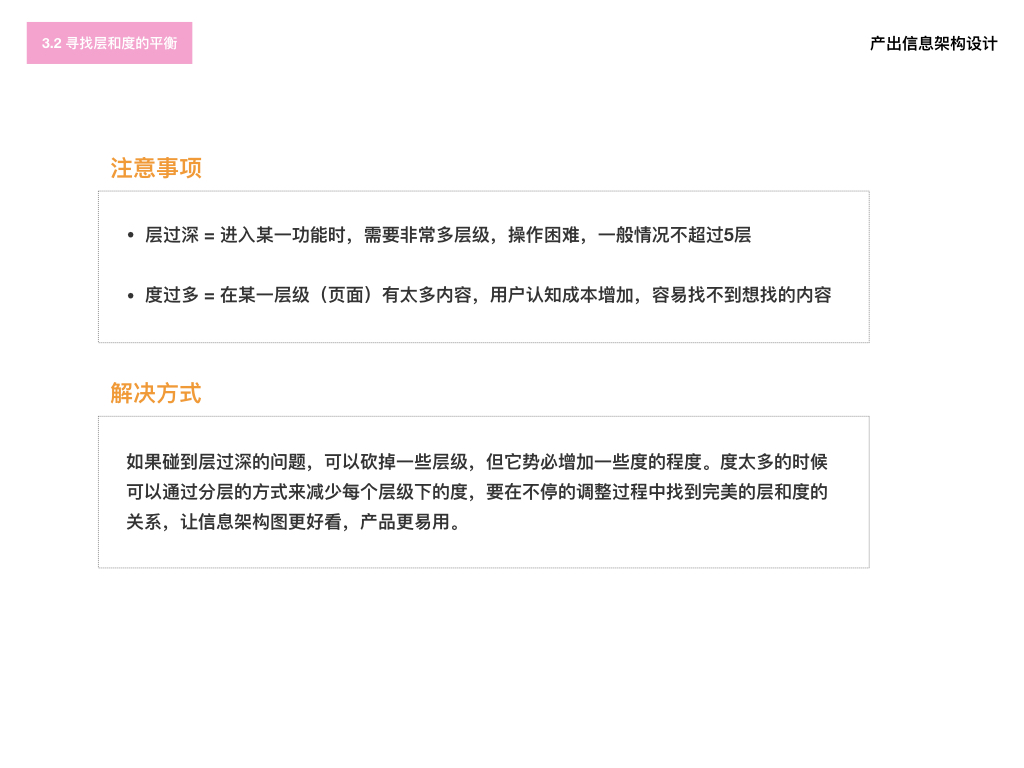 3.2 寻找层和度的平衡
产出信息架构设计
注意事项
• 层过深 = 进入某一功能时，需要非常多层级，操作困难，一般情况不超过5层
• 度过多 = 在某一层级（页面）有太多内容，用户认知成本增加，容易找不到想找的内容
解决方式
如果碰到层过深的问题，可以砍掉一些层级，但它势必增加一些度的程度。度太多的时候
可以通过分层的方式来减少每个层级下的度，要在不停的调整过程中找到完美的层和度的
关系，让信息架构图更好看，产品更易用。